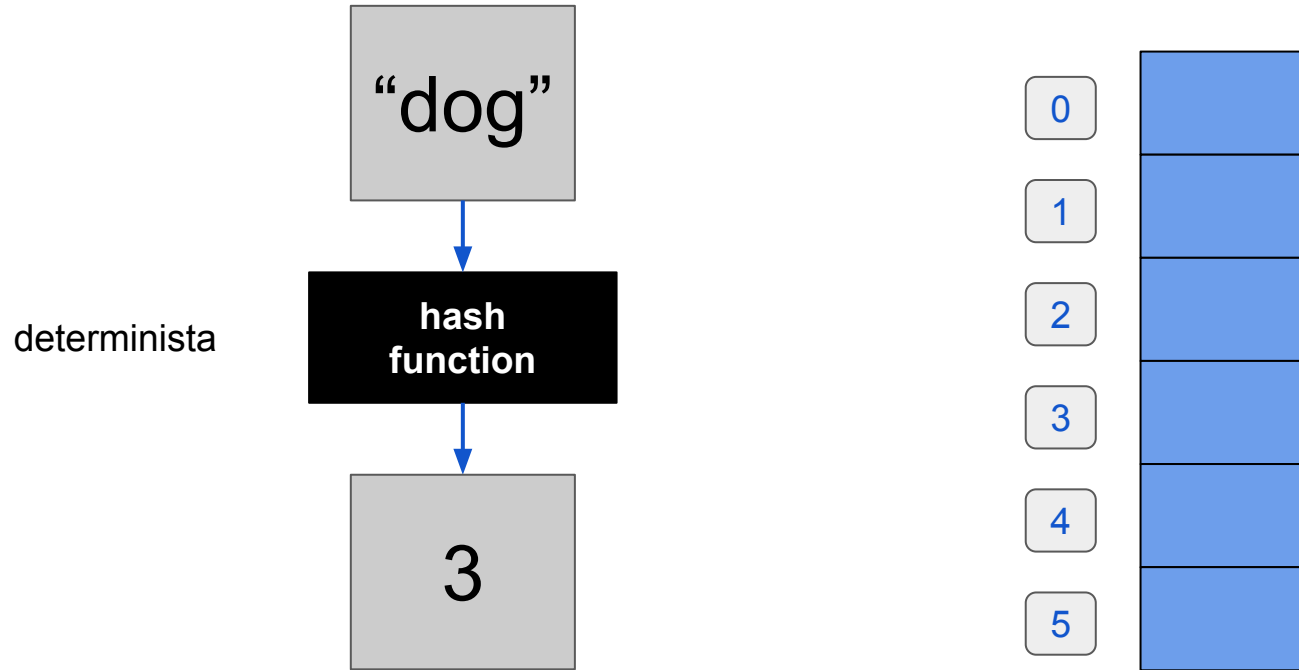 “dog”
determinista
hash
function
3
0
1
2
3
4
5